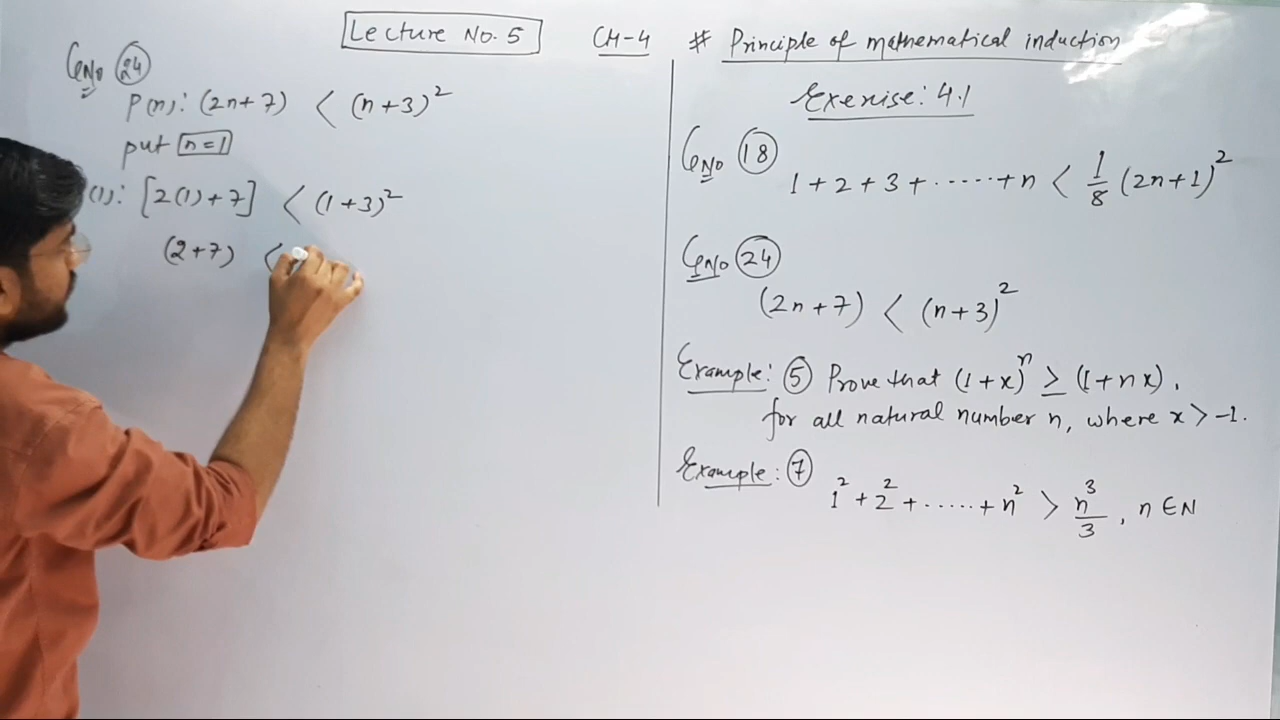 Lecture No. 5
CH-4 # Principle of mathematical induction
Q.No 24
P(n): (2n+7) < (n+3)²
put n=1
(1): [2(1)+7] < (1+3)²
(2+7) <
Exercise: 4.1
Q.No 18
1+2+3+.....+n < 1/8 (2n+1)²
Q.No 24
(2n+7) < (n+3)²
Example: 5 Prove that (1+x)ⁿ ≥ (1+nx),
for all natural number n, where x > -1.
Example: 7
1²+2²+......+n² > n³/3, n ∈ N